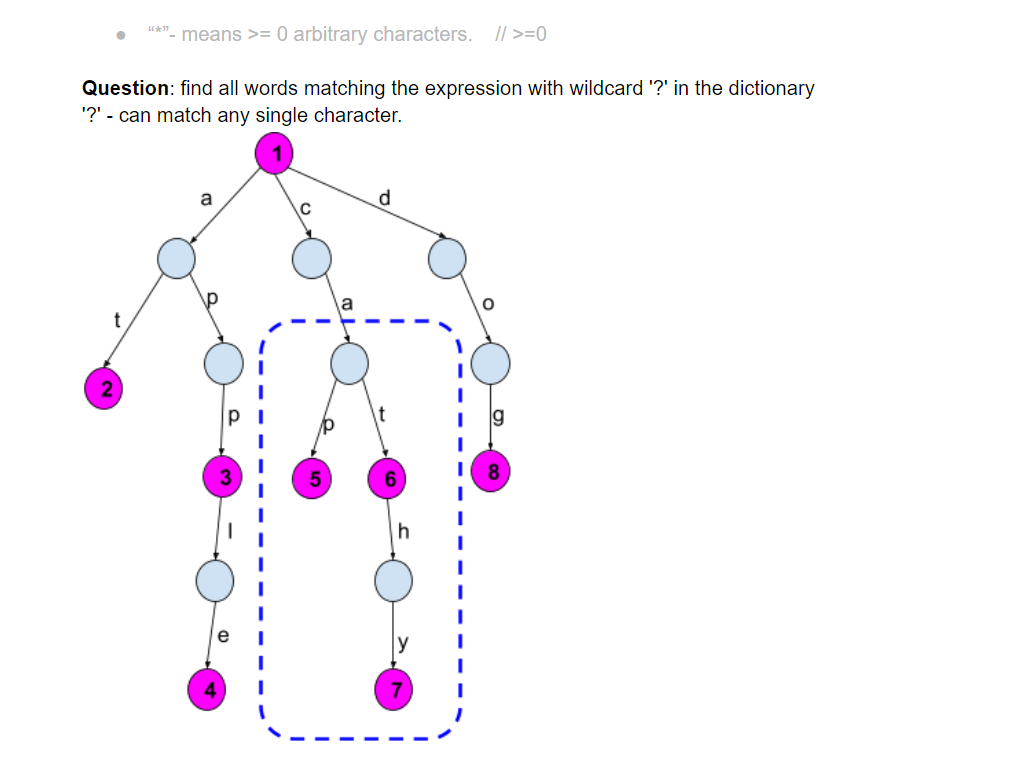 ● “*”- means >= 0 arbitrary characters. // >=0
Question: find all words matching the expression with wildcard '?' in the dictionary
'?' - can match any single character.
1
a
c
d
t
p
a
o
2
p
p
t
g
3
5
6
8
l
h
e
y
4
7